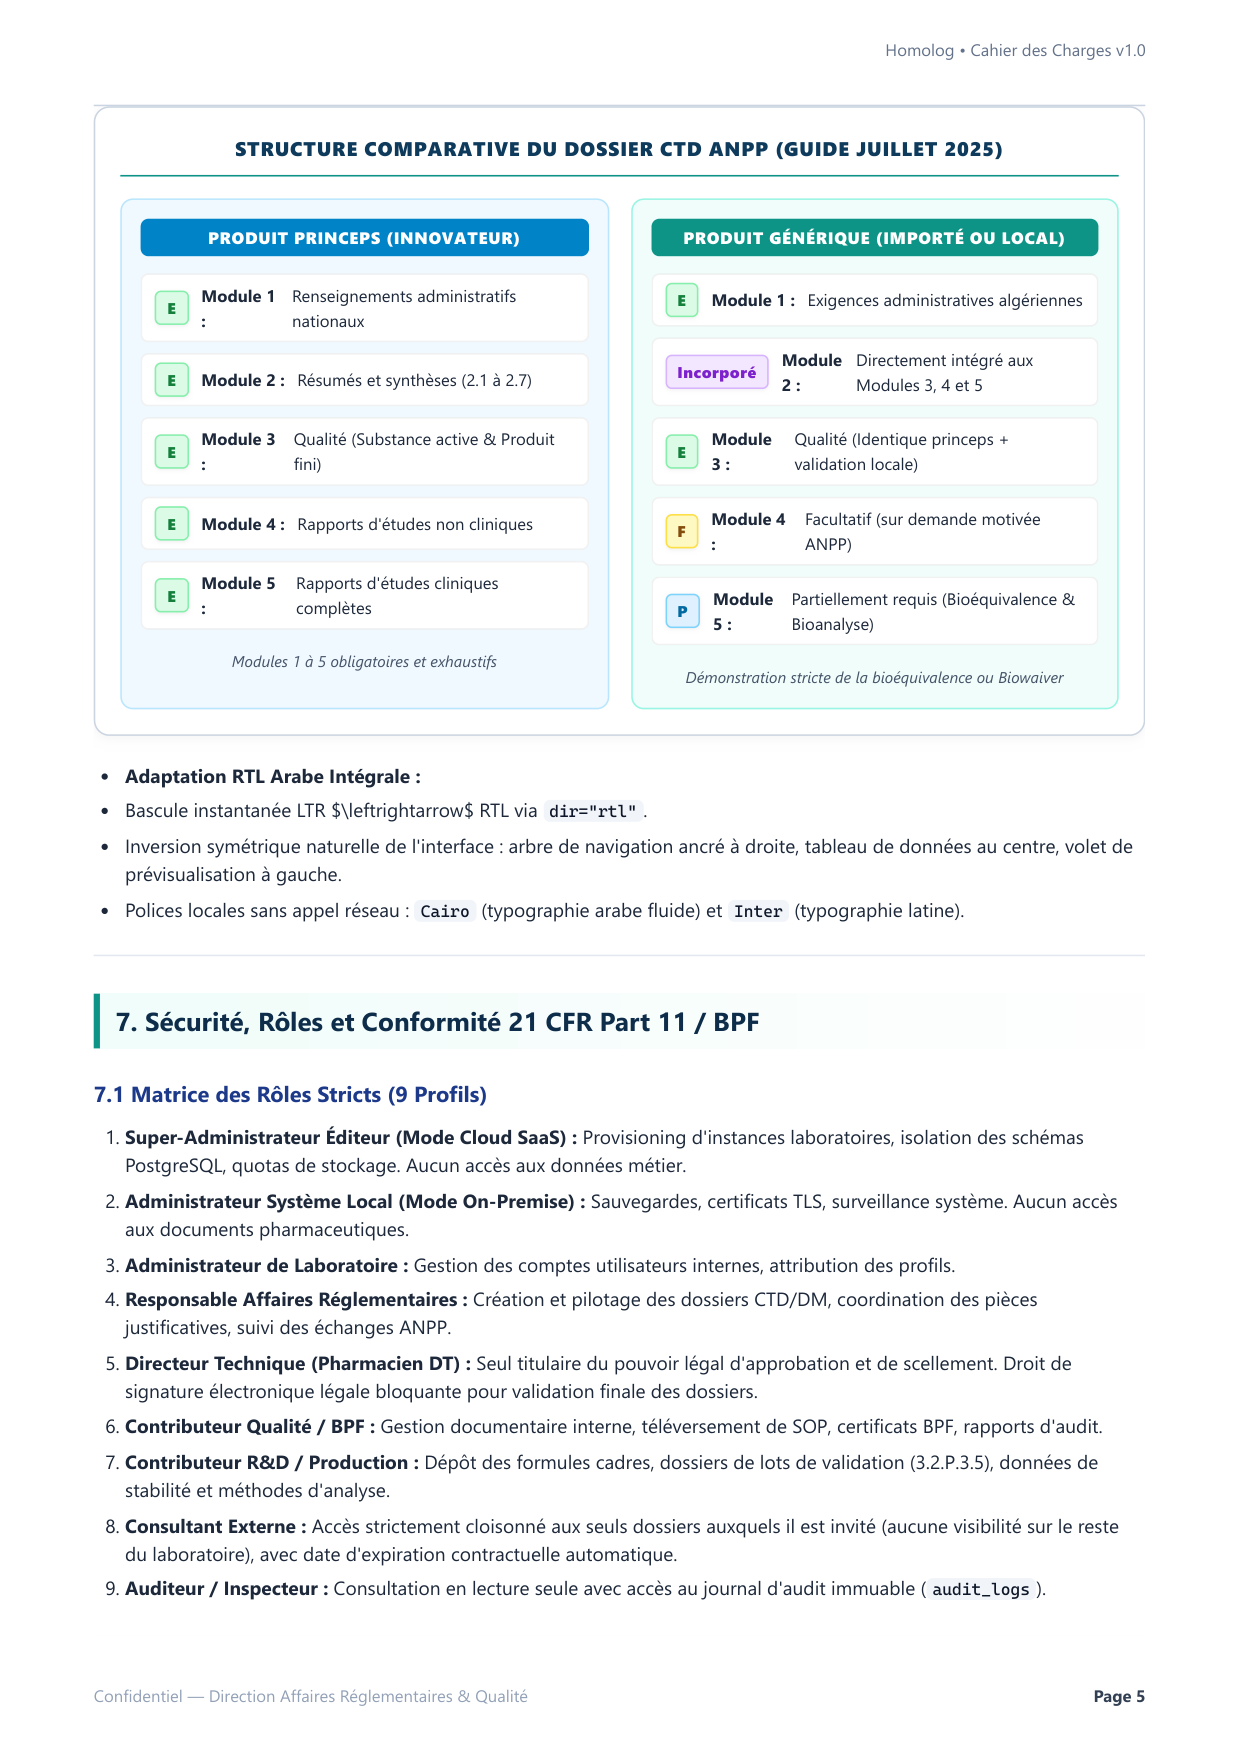 Homolog • Cahier des Charges v1.0
STRUCTURE COMPARATIVE DU DOSSIER CTD ANPP (GUIDE JUILLET 2025)
PRODUIT PRINCEPS (INNOVATEUR)
E Module 1 : Renseignements administratifs
nationaux
E Module 2 : Résumés et synthèses (2.1 à 2.7)
E Module 3 : Qualité (Substance active & Produit
fini)
E Module 4 : Rapports d'études non cliniques
E Module 5 : Rapports d'études cliniques
complètes
Modules 1 à 5 obligatoires et exhaustifs
PRODUIT GÉNÉRIQUE (IMPORTÉ OU LOCAL)
E Module 1 : Exigences administratives algériennes
Incorporé Module 2 : Directement intégré aux
Modules 3, 4 et 5
E Module 3 : Qualité (Identique princeps +
validation locale)
F Module 4 : Facultatif (sur demande motivée
ANPP)
P Module 5 : Partiellement requis (Bioéquivalence &
Bioanalyse)
Démonstration stricte de la bioéquivalence ou Biowaiver
• Adaptation RTL Arabe Intégrale :
• Bascule instantanée LTR $\leftrightarrow$ RTL via dir="rtl".
• Inversion symétrique naturelle de l'interface : arbre de navigation ancré à droite, tableau de données au centre, volet de
prévisualisation à gauche.
• Polices locales sans appel réseau : Cairo (typographie arabe fluide) et Inter (typographie latine).
7. Sécurité, Rôles et Conformité 21 CFR Part 11 / BPF
7.1 Matrice des Rôles Stricts (9 Profils)
1. Super-Administrateur Éditeur (Mode Cloud SaaS) : Provisioning d'instances laboratoires, isolation des schémas
PostgreSQL, quotas de stockage. Aucun accès aux données métier.
2. Administrateur Système Local (Mode On-Premise) : Sauvegardes, certificats TLS, surveillance système. Aucun accès
aux documents pharmaceutiques.
3. Administrateur de Laboratoire : Gestion des comptes utilisateurs internes, attribution des profils.
4. Responsable Affaires Réglementaires : Création et pilotage des dossiers CTD/DM, coordination des pièces
justificatives, suivi des échanges ANPP.
5. Directeur Technique (Pharmacien DT) : Seul titulaire du pouvoir légal d'approbation et de scellement. Droit de
signature électronique légale bloquante pour validation finale des dossiers.
6. Contributeur Qualité / BPF : Gestion documentaire interne, téléversement de SOP, certificats BPF, rapports d'audit.
7. Contributeur R&D / Production : Dépôt des formules cadres, dossiers de lots de validation (3.2.P.3.5), données de
stabilité et méthodes d'analyse.
8. Consultant Externe : Accès strictement cloisonné aux seuls dossiers auxquels il est invité (aucune visibilité sur le reste
du laboratoire), avec date d'expiration contractuelle automatique.
9. Auditeur / Inspecteur : Consultation en lecture seule avec accès au journal d'audit immuable (audit_logs).
Confidentiel — Direction Affaires Réglementaires & Qualité
Page 5